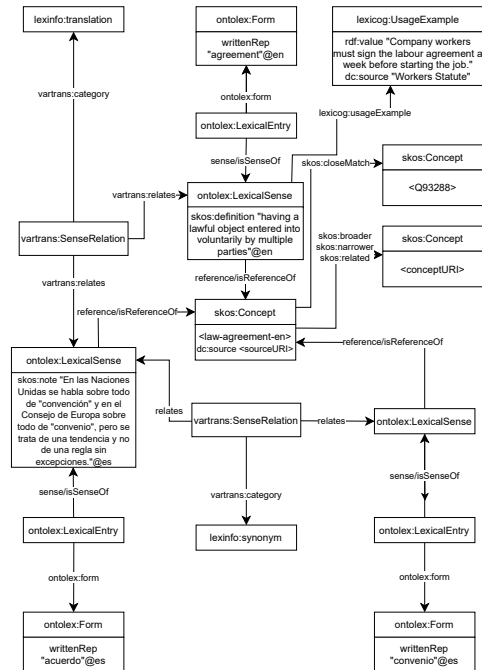 lexinfo:translation
ontolex:Form
writtenRep
"agreement"@en
lexicog:UsageExample
rdf:value "Company workers
must sign the labour agreement a
week before starting the job."
dc:source "Workers Statute"
vartrans:category
ontolex:form
ontolex:LexicalEntry
lexicog:usageExample
sense/isSenseOf
skos:closeMatch
skos:Concept
<Q93288>
vartrans:relates
ontolex:LexicalSense
skos:definition "having a
lawful object entered into
voluntarily by multiple
parties"@en
vartrans:SenseRelation
skos:broader
skos:narrower
skos:related
skos:Concept
<conceptURI>
vartrans:relates
reference/isReferenceOf
reference/isReferenceOf
skos:Concept
<law-agreement-en>
dc:source <sourceURI>
reference/isReferenceOf
ontolex:LexicalSense
skos:note "En las Naciones
Unidas se habla sobre todo
de "convención" y en el
Consejo de Europa sobre
todo de "convenio", pero se
trata de una tendencia y no
de una regla sin
excepciones."@es
relates
vartrans:SenseRelation
relates
ontolex:LexicalSense
sense/isSenseOf
vartrans:category
sense/isSenseOf
ontolex:LexicalEntry
lexinfo:synonym
ontolex:LexicalEntry
ontolex:form
ontolex:form
ontolex:Form
writtenRep
"acuerdo"@es
ontolex:Form
writtenRep
"convenio"@es